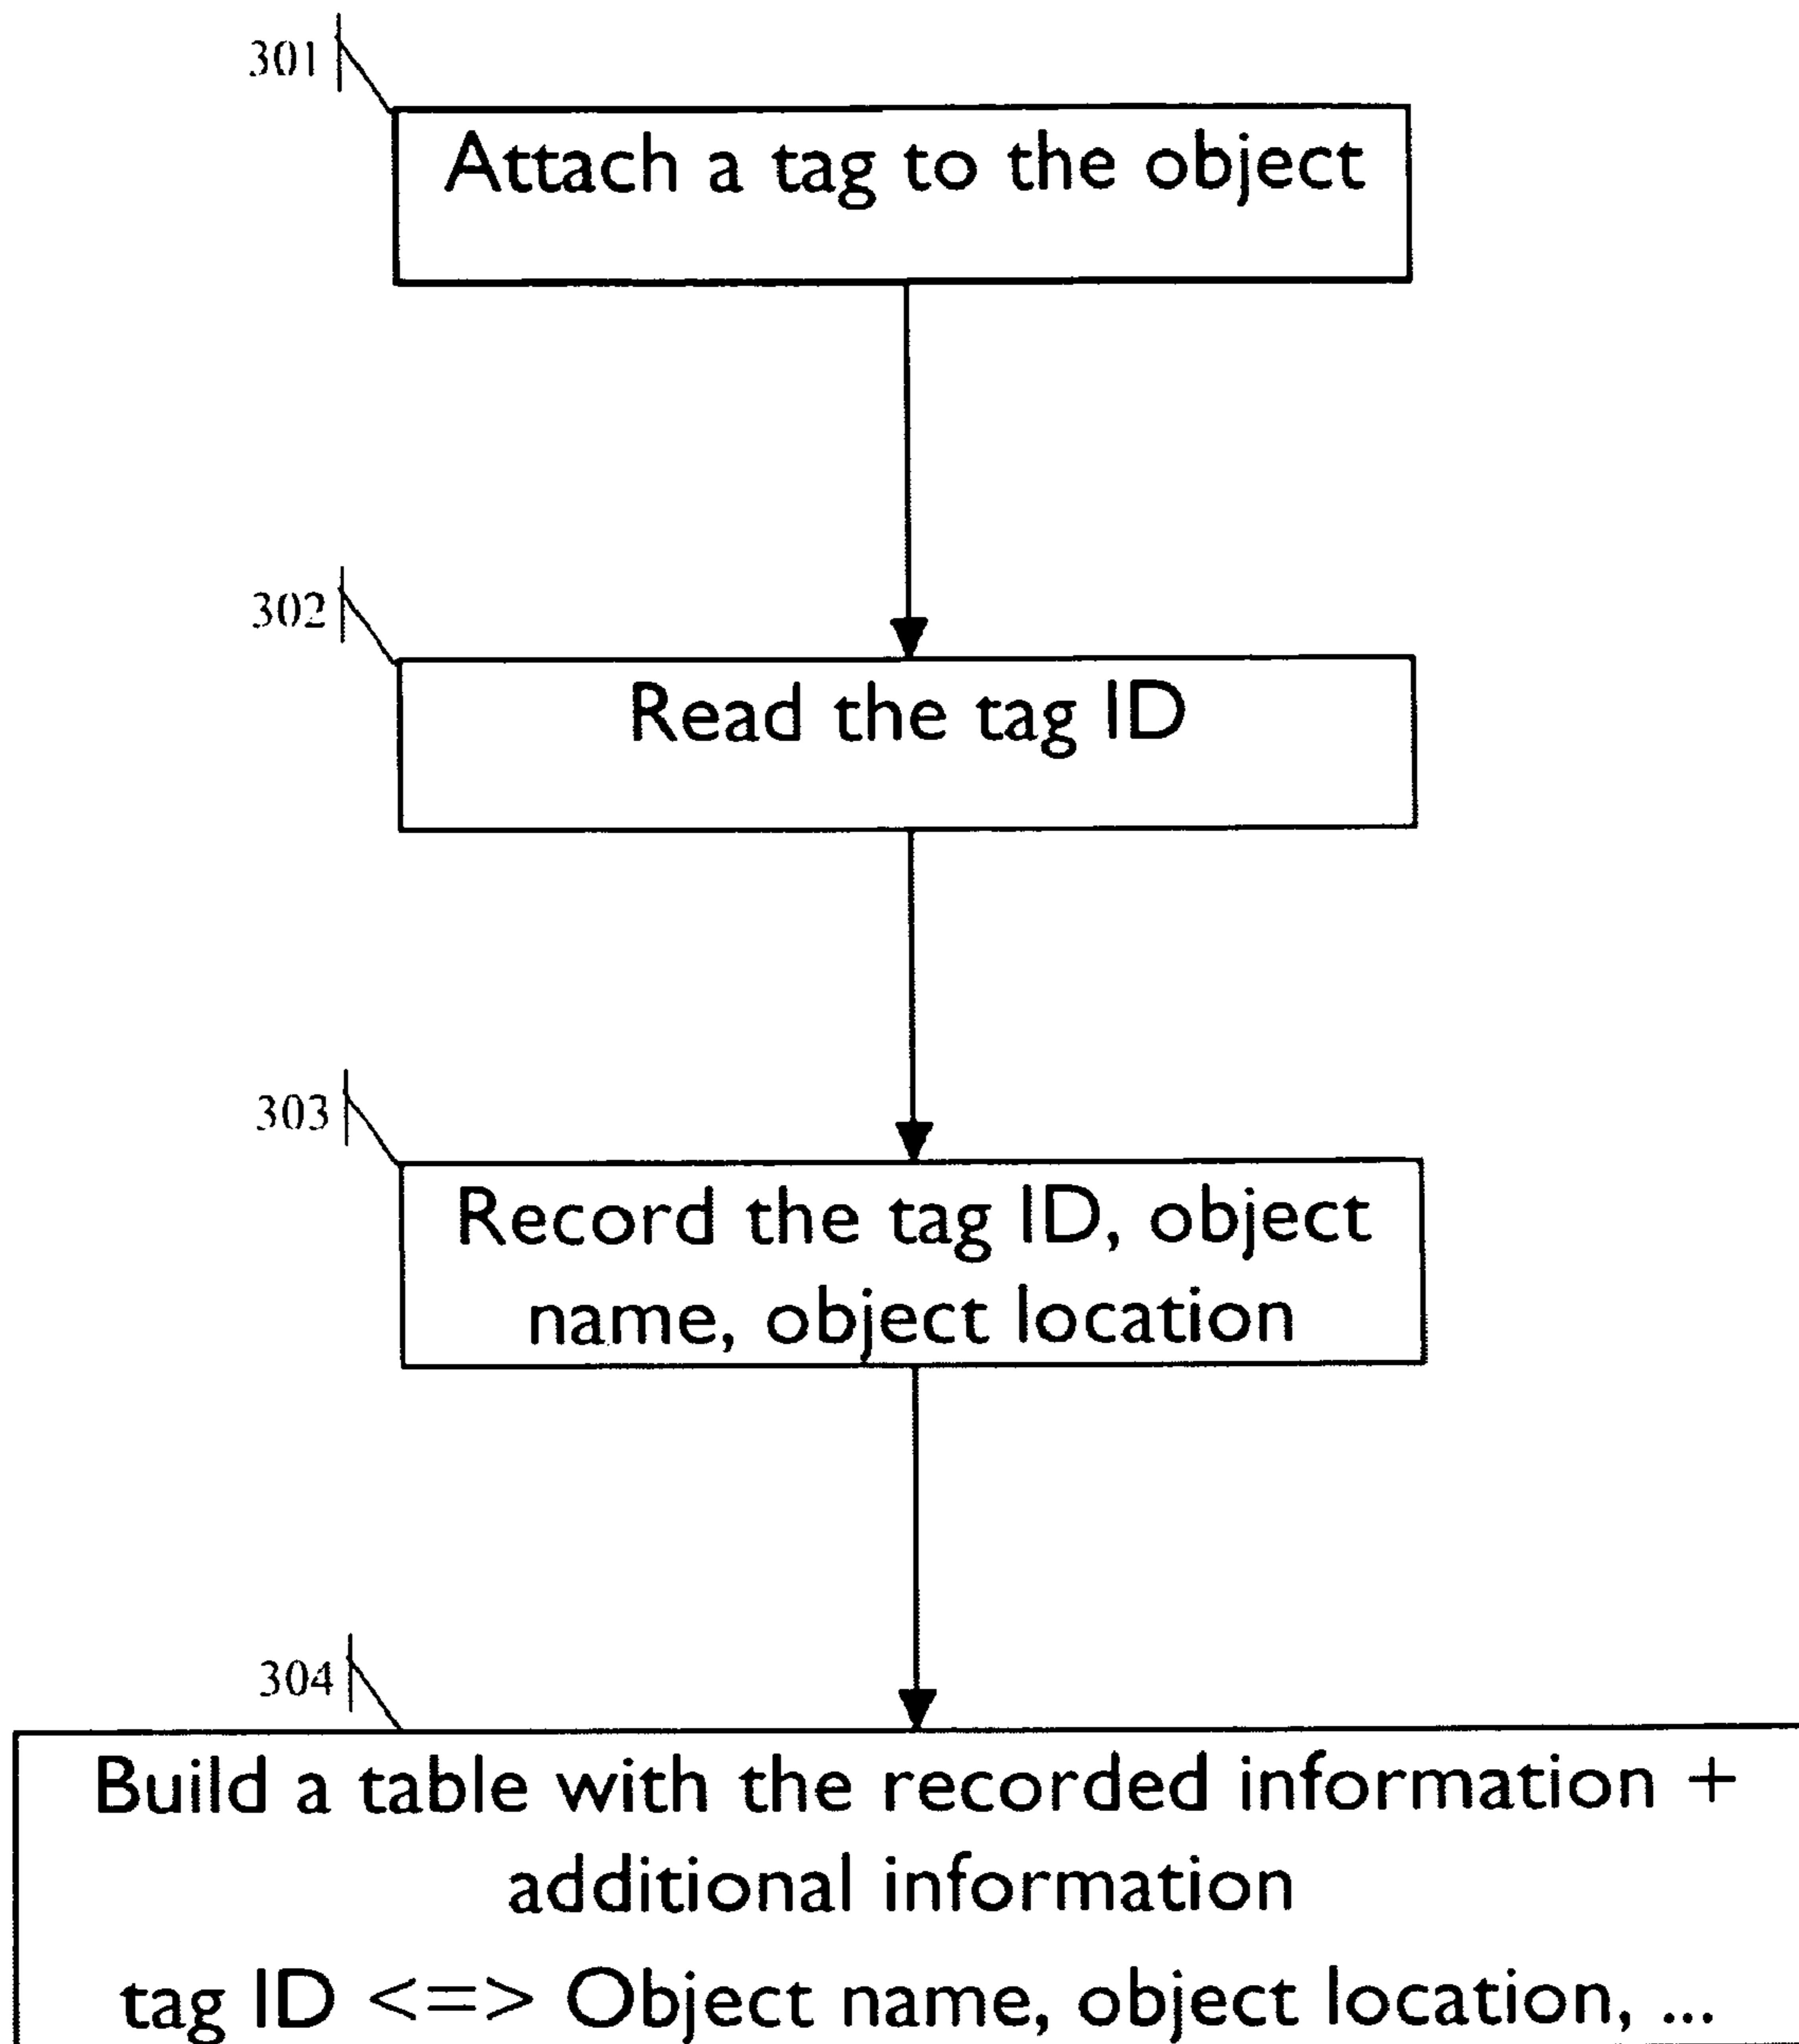 301
Attach a tag to the object
302
Read the tag ID
303
Record the tag ID, object
name, object location
304
Build a table with the recorded information +
additional information
tag ID <=> Object name, object location, ...